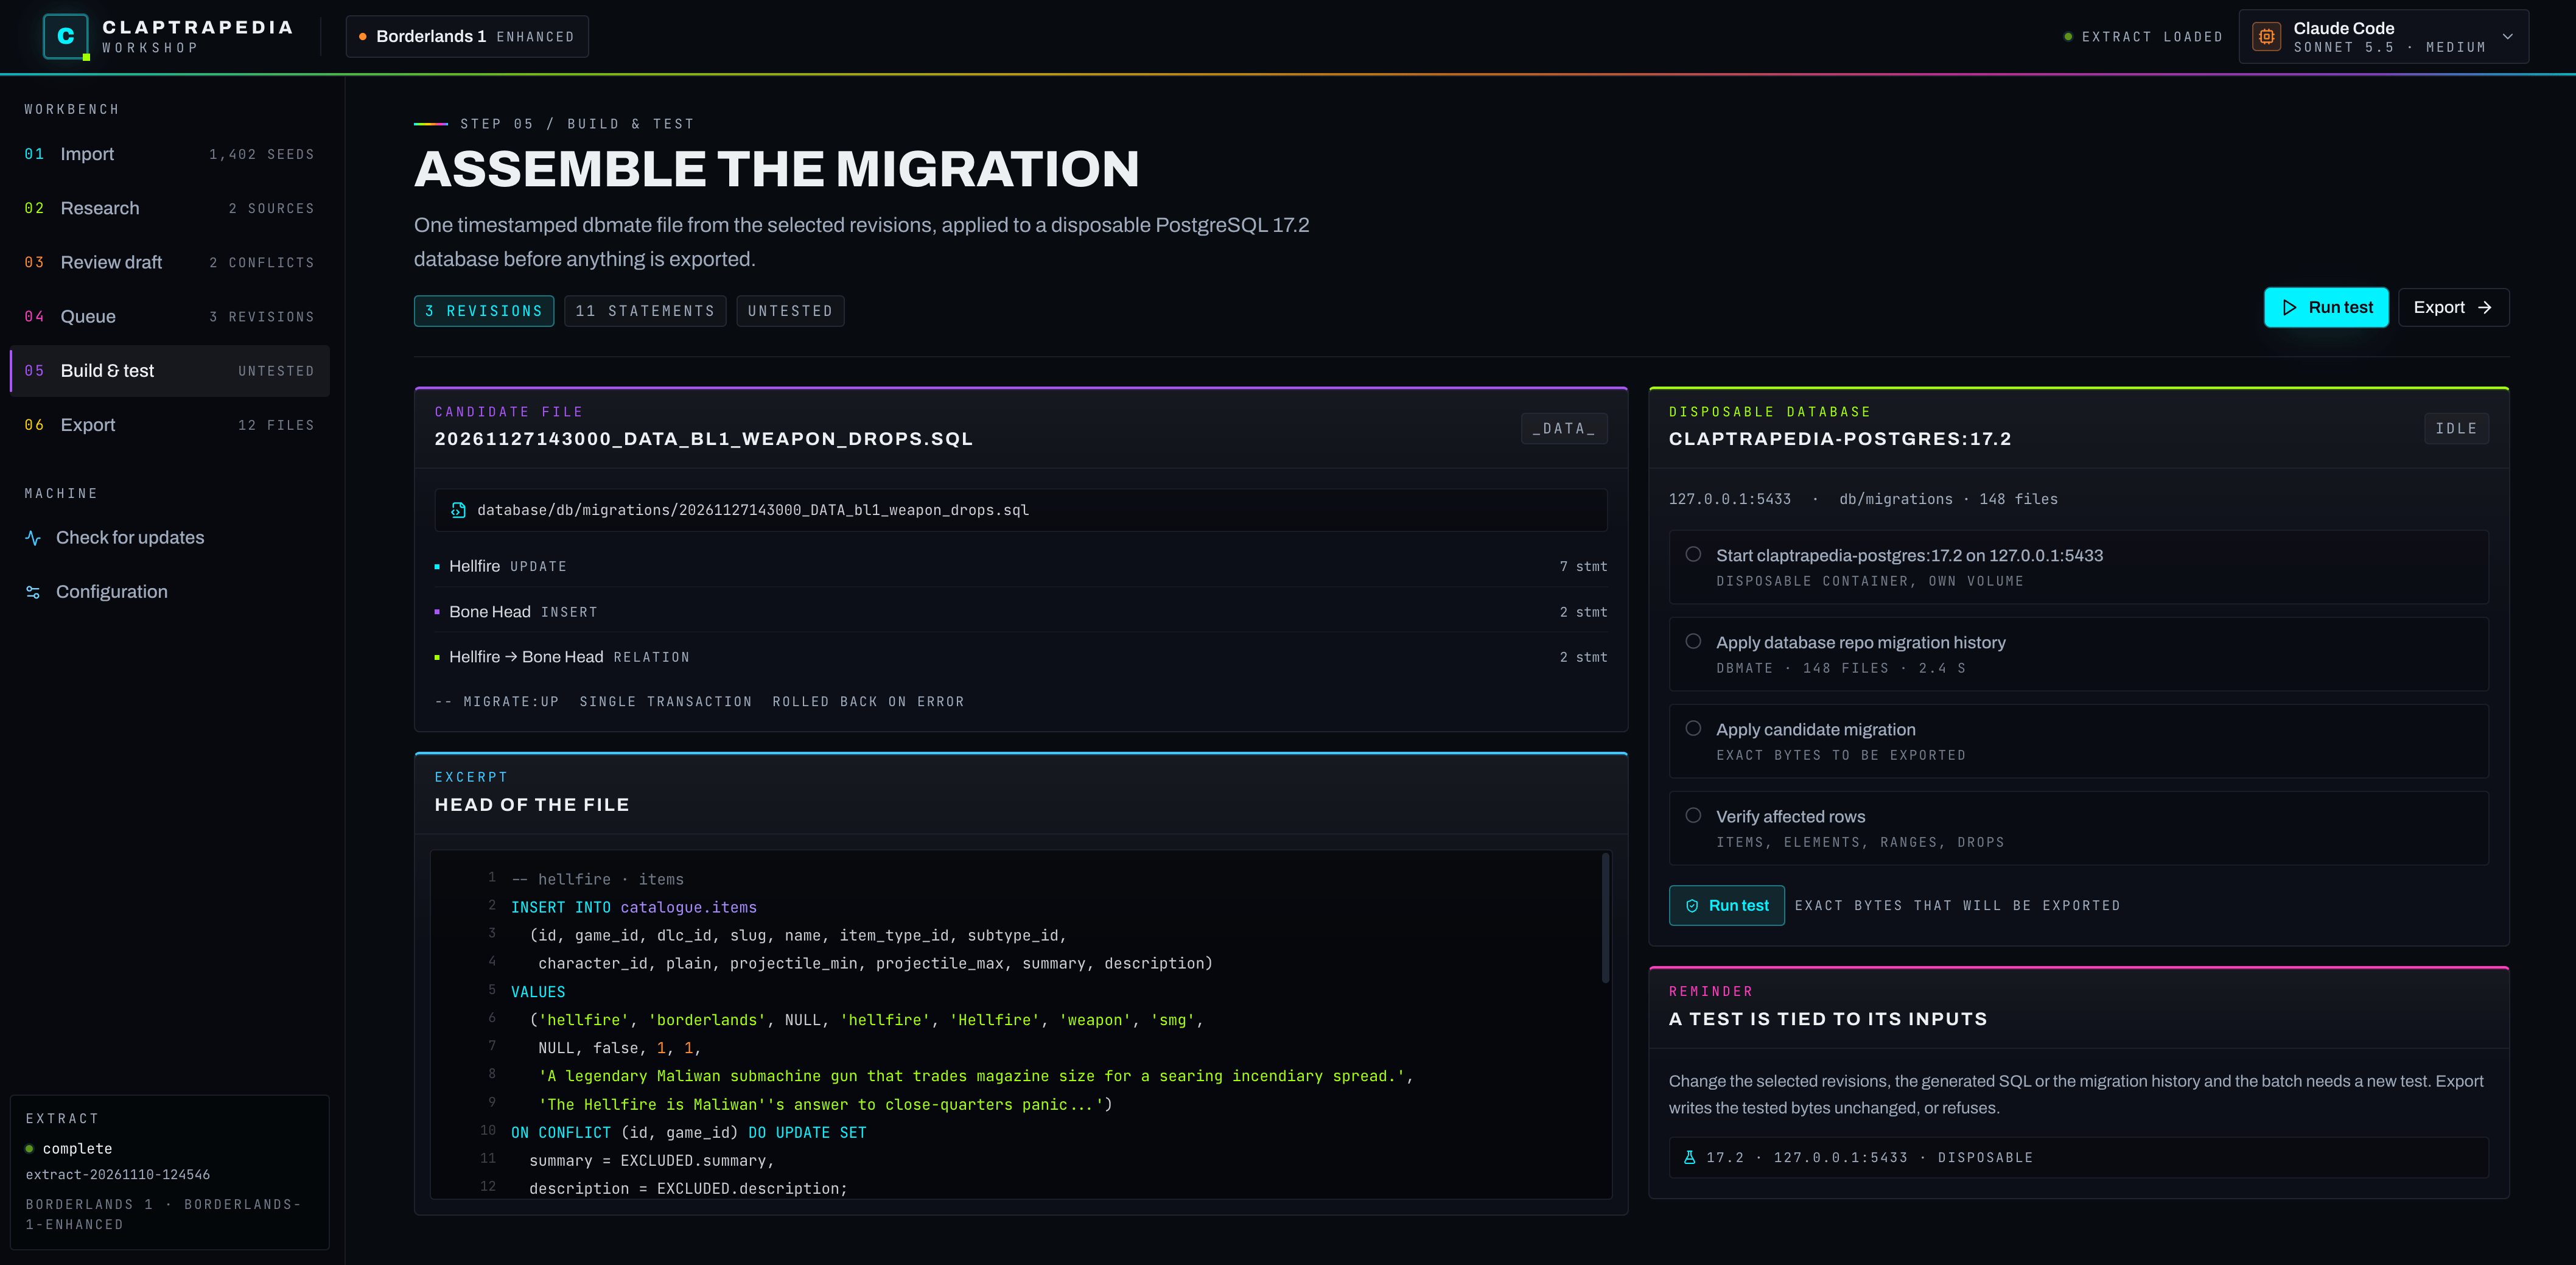 C
CLAPTRAPEDIA
WORKSHOP
Borderlands 1 ENHANCED
EXTRACT LOADED
Claude Code
SONNET 5.5 · MEDIUM
WORKBENCH
01 Import 1,402 SEEDS
02 Research 2 SOURCES
03 Review draft 2 CONFLICTS
04 Queue 3 REVISIONS
05 Build & test UNTESTED
06 Export 12 FILES
MACHINE
Check for updates
Configuration
EXTRACT
complete
extract-20261110-124546
BORDERLANDS 1 · BORDERLANDS-
1-ENHANCED
STEP 05 / BUILD & TEST
ASSEMBLE THE MIGRATION
One timestamped dbmate file from the selected revisions, applied to a disposable PostgreSQL 17.2
database before anything is exported.
3 REVISIONS
11 STATEMENTS
UNTESTED
Run test
Export →
CANDIDATE FILE
20261127143000_DATA_BL1_WEAPON_DROPS.SQL
_DATA_
database/db/migrations/20261127143000_DATA_bl1_weapon_drops.sql
Hellfire UPDATE 7 stmt
Bone Head INSERT 2 stmt
Hellfire → Bone Head RELATION 2 stmt
-- MIGRATE:UP SINGLE TRANSACTION ROLLED BACK ON ERROR
EXCERPT
HEAD OF THE FILE
1 -- hellfire · items
2 INSERT INTO catalogue.items
3 (id, game_id, dlc_id, slug, name, item_type_id, subtype_id,
4 character_id, plain, projectile_min, projectile_max, summary, description)
5 VALUES
6 ('hellfire', 'borderlands', NULL, 'hellfire', 'Hellfire', 'weapon', 'smg',
7 NULL, false, 1, 1,
8 'A legendary Maliwan submachine gun that trades magazine size for a searing incendiary spread.',
9 'The Hellfire is Maliwan''s answer to close-quarters panic...')
10 ON CONFLICT (id, game_id) DO UPDATE SET
11 summary = EXCLUDED.summary,
12 description = EXCLUDED.description;
DISPOSABLE DATABASE
CLAPTRAPEDIA-POSTGRES:17.2
IDLE
127.0.0.1:5433 · db/migrations · 148 files
Start claptrapedia-postgres:17.2 on 127.0.0.1:5433
DISPOSABLE CONTAINER, OWN VOLUME
Apply database repo migration history
DBMATE · 148 FILES · 2.4 S
Apply candidate migration
EXACT BYTES TO BE EXPORTED
Verify affected rows
ITEMS, ELEMENTS, RANGES, DROPS
Run test EXACT BYTES THAT WILL BE EXPORTED
REMINDER
A TEST IS TIED TO ITS INPUTS
Change the selected revisions, the generated SQL or the migration history and the batch needs a new test. Export
writes the tested bytes unchanged, or refuses.
17.2 · 127.0.0.1:5433 · DISPOSABLE